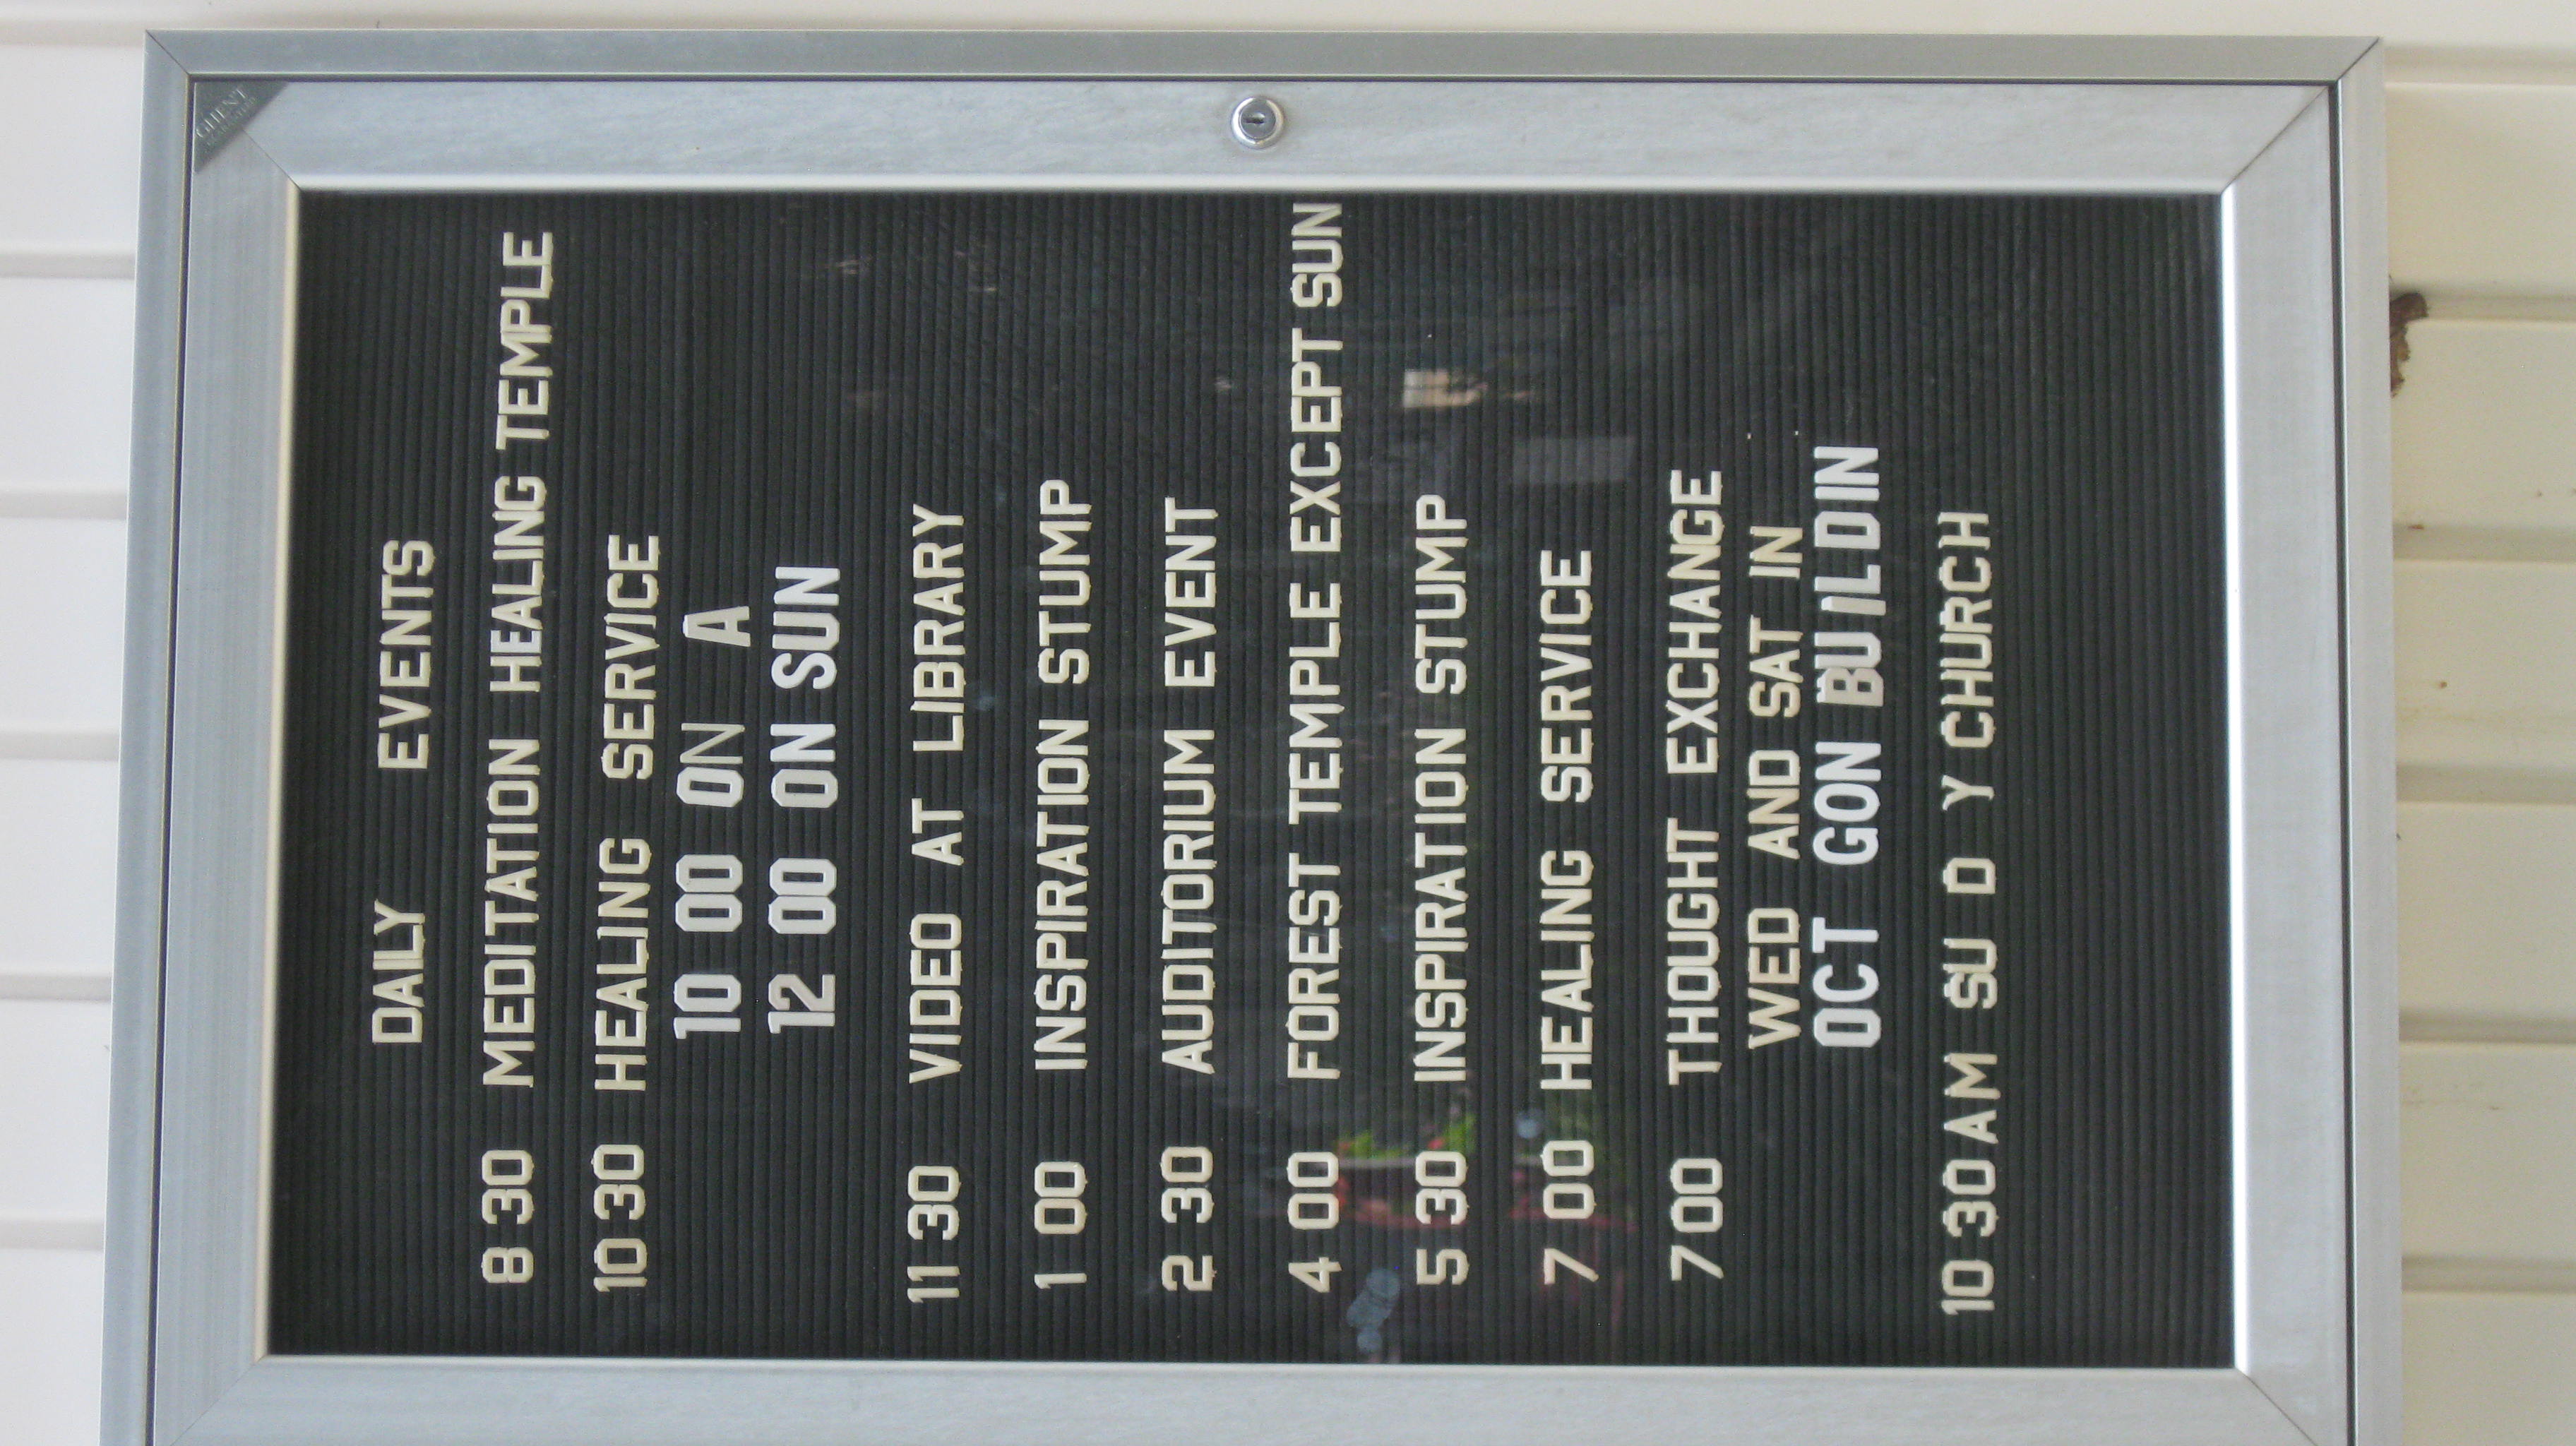 GHENT
DAILY EVENTS
8 30 MEDITATION HEALING TEMPLE
10 30 HEALING SERVICE
10 00 ON A
12 00 ON SUN
11 30 VIDEO AT LIBRARY
1 00 INSPIRATION STUMP
2 30 AUDITORIUM EVENT
4 00 FOREST TEMPLE EXCEPT SUN
5 30 INSPIRATION STUMP
7 00 HEALING SERVICE
7 00 THOUGHT EXCHANGE
WED AND SAT IN
OCT GON BUILDIN
10 30 A M SU D Y CHURCH